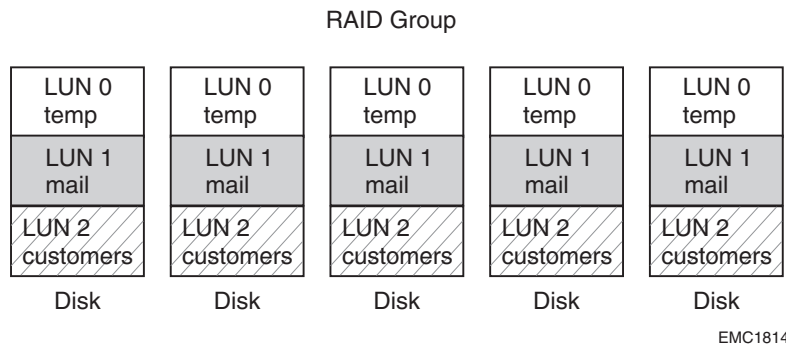 RAID Group
LUN 0
temp
LUN 1
mail
LUN 2
customers
Disk
LUN 0
temp
LUN 1
mail
LUN 2
customers
Disk
LUN 0
temp
LUN 1
mail
LUN 2
customers
Disk
LUN 0
temp
LUN 1
mail
LUN 2
customers
Disk
LUN 0
temp
LUN 1
mail
LUN 2
customers
Disk
EMC1814